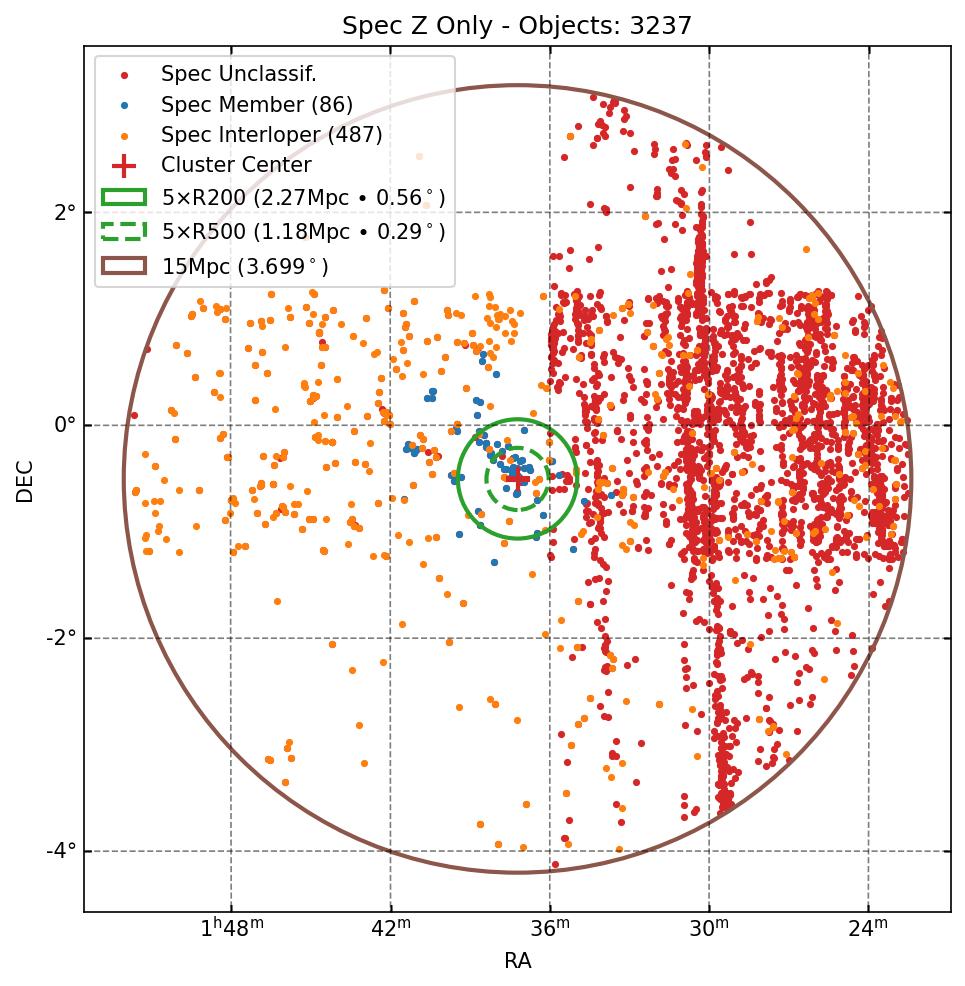 Spec Z Only - Objects: 3237
Spec Unclassif.
Spec Member (86)
Spec Interloper (487)
Cluster Center
5×R200 (2.27Mpc • 0.56°)
5×R500 (1.18Mpc • 0.29°)
15Mpc (3.699°)
2°
0°
-2°
-4°
DEC
1ʰ48ᵐ 42ᵐ 36ᵐ 30ᵐ 24ᵐ
RA